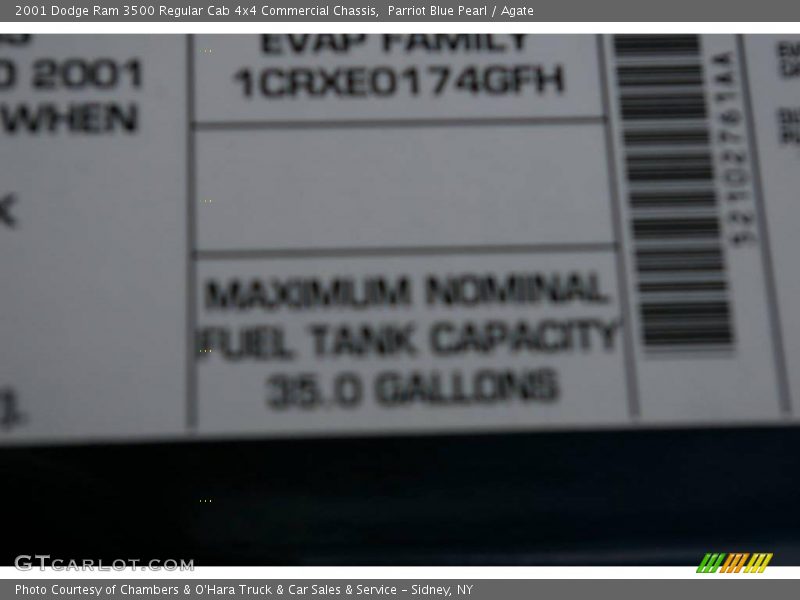 2001 Dodge Ram 3500 Regular Cab 4x4 Commercial Chassis,  Parriot Blue Pearl / Agate
2001
WHEN
EVAP FAMILY
1CRXE0174GFH
MAXIMUM NOMINAL
FUEL TANK CAPACITY
35.0 GALLONS
52102761AA
GTCARLOT.COM
Photo Courtesy of Chambers & O'Hara Truck & Car Sales & Service - Sidney, NY